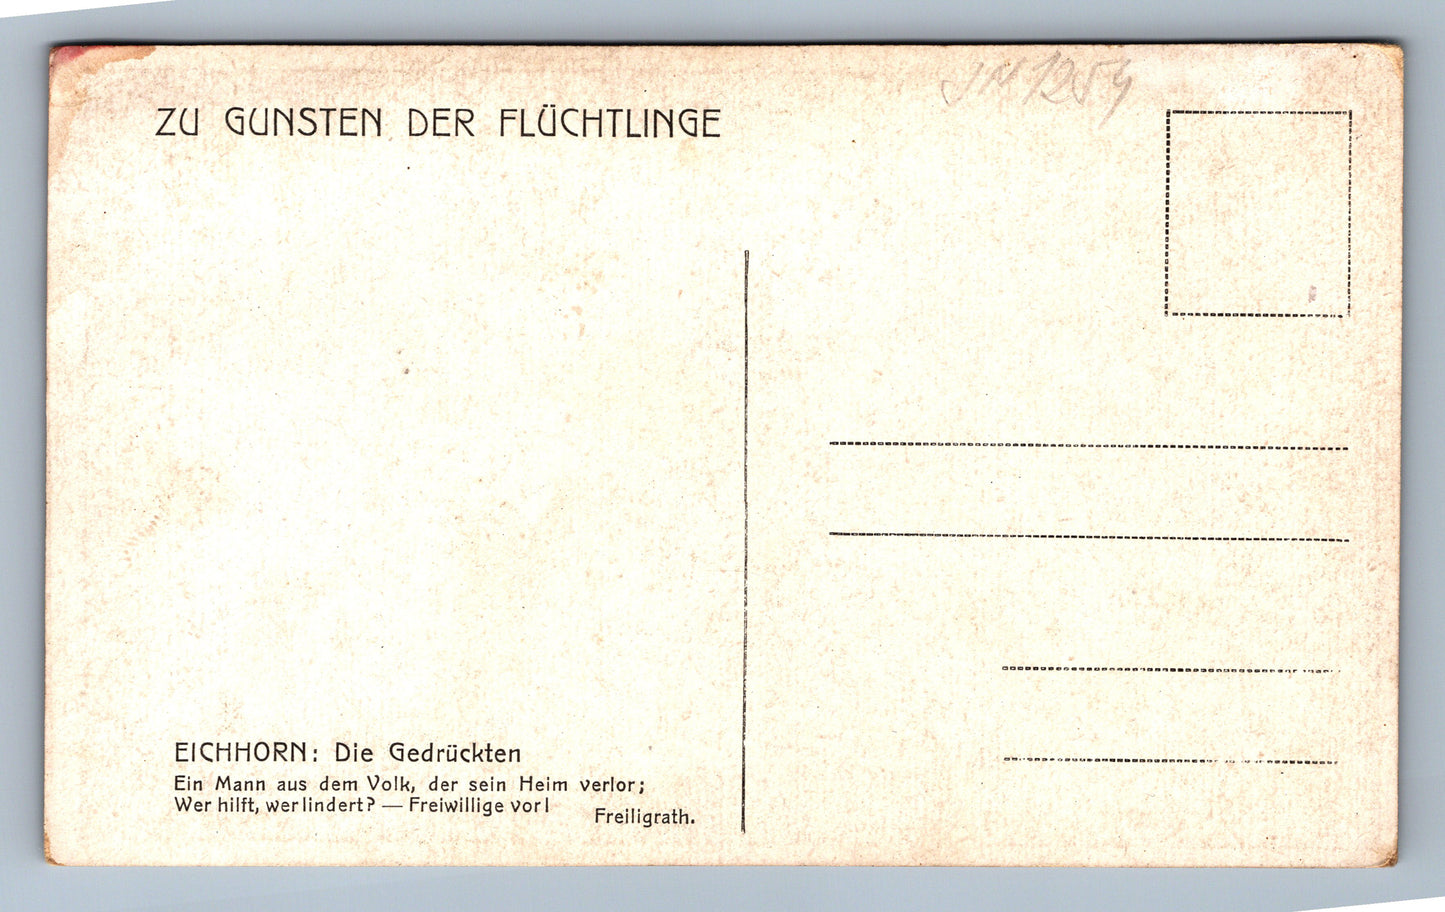 ZU GUNSTEN DER FLÜCHTLINGE
EICHHORN: Die Gedrückten
Ein Mann aus dem Volk, der sein Heim verlor;
Wer hilft, wer lindert? — Freiwillige vor!
Freiligrath.